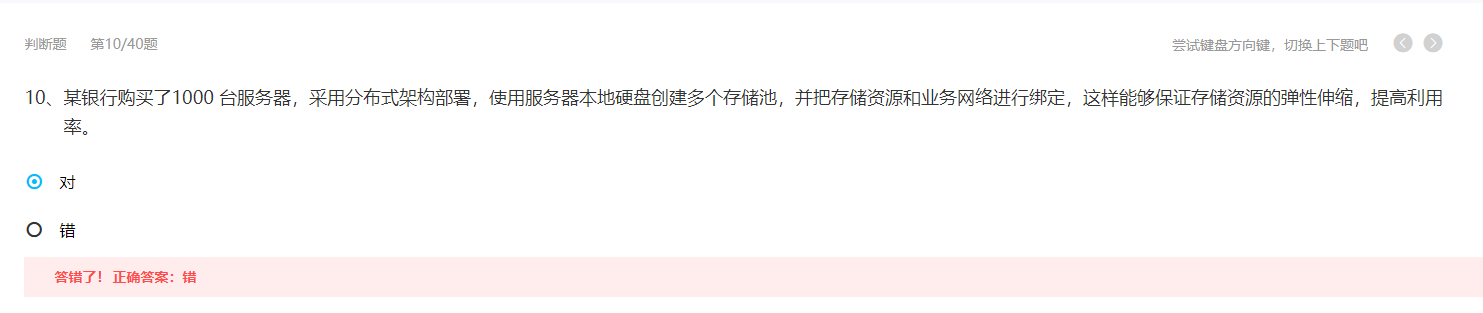 判断题 第10/40题 尝试键盘方向键，切换上下题吧
10、某银行购买了1000 台服务器，采用分布式架构部署，使用服务器本地硬盘创建多个存储池，并把存储资源和业务网络进行绑定，这样能够保证存储资源的弹性伸缩，提高利用
率。
对
错
答错了！正确答案：错